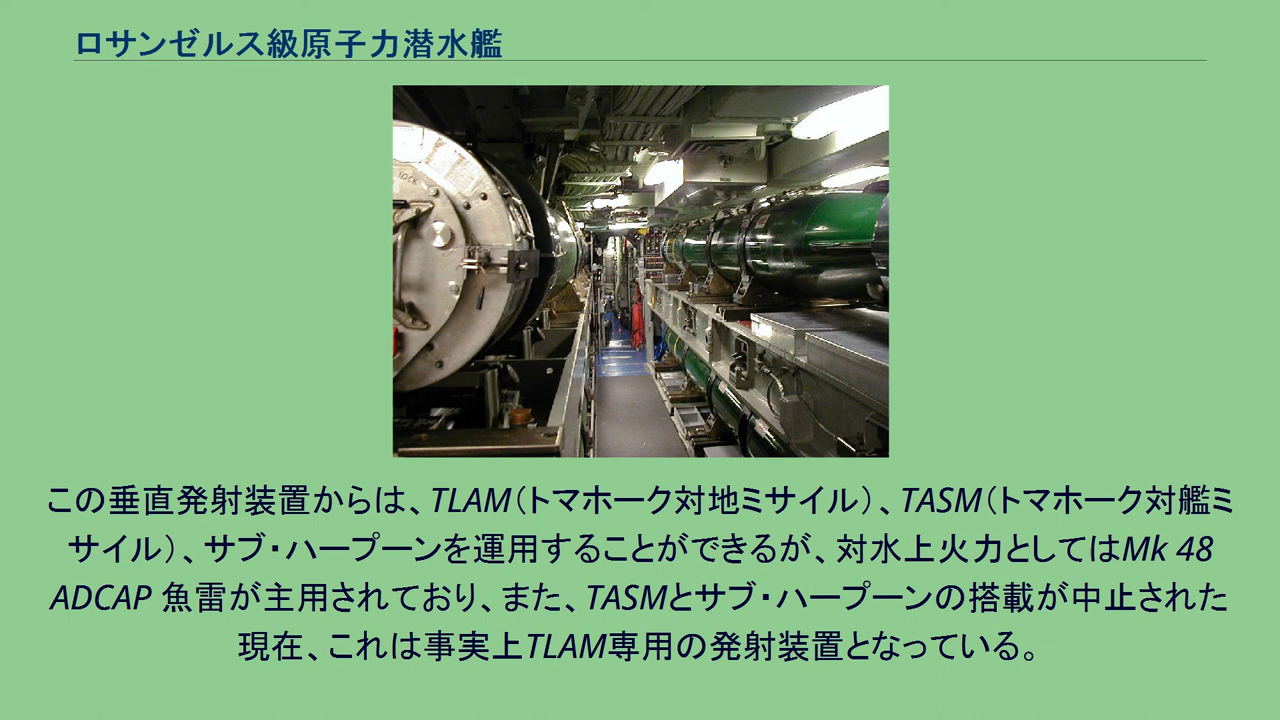 ロサンゼルス級原子力潜水艦
LOCK
この垂直発射装置からは、TLAM（トマホーク対地ミサイル）、TASM（トマホーク対艦ミ
サイル）、サブ・ハープーンを運用することができるが、対水上火力としてはMk 48
ADCAP 魚雷が主用されており、また、TASMとサブ・ハープーンの搭載が中止された
現在、これは事実上TLAM専用の発射装置となっている。